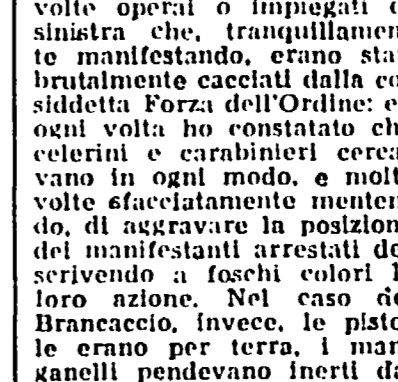 volte operai o impiegati d
sinistra che, tranquillamen
te manifestando, erano sta
brutalmente cacciati dalla co
siddetta Forza dell'Ordine: e
ogni volta ho constatato ch
celerini e carabinieri cerca
vano in ogni modo, e molt
volte sfacciatamente menten
do, di aggravare la posizion
dei manifestanti arrestati de
scrivendo a foschi colori l
loro azione. Nel caso de
Brancaccio, invece, le pisto
le erano per terra, i man
ganelli pendevano inerti da